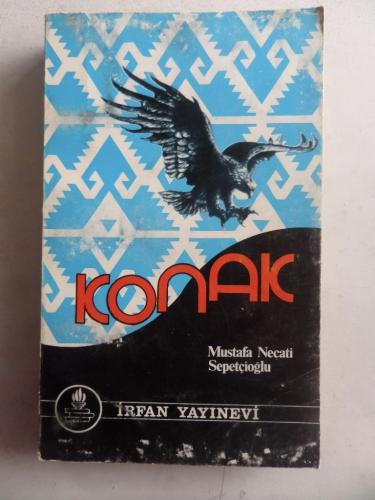 KONAK
Mustafa Necati
Sepetçioğlu
İRFAN YAYINEVİ